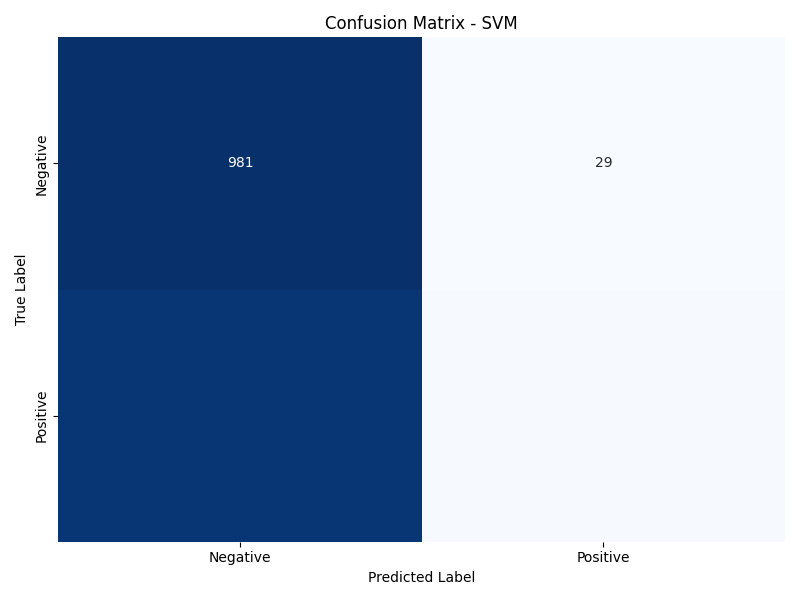 Confusion Matrix - SVM
True Label
Negative
981
29
Positive
Negative
Positive
Predicted Label